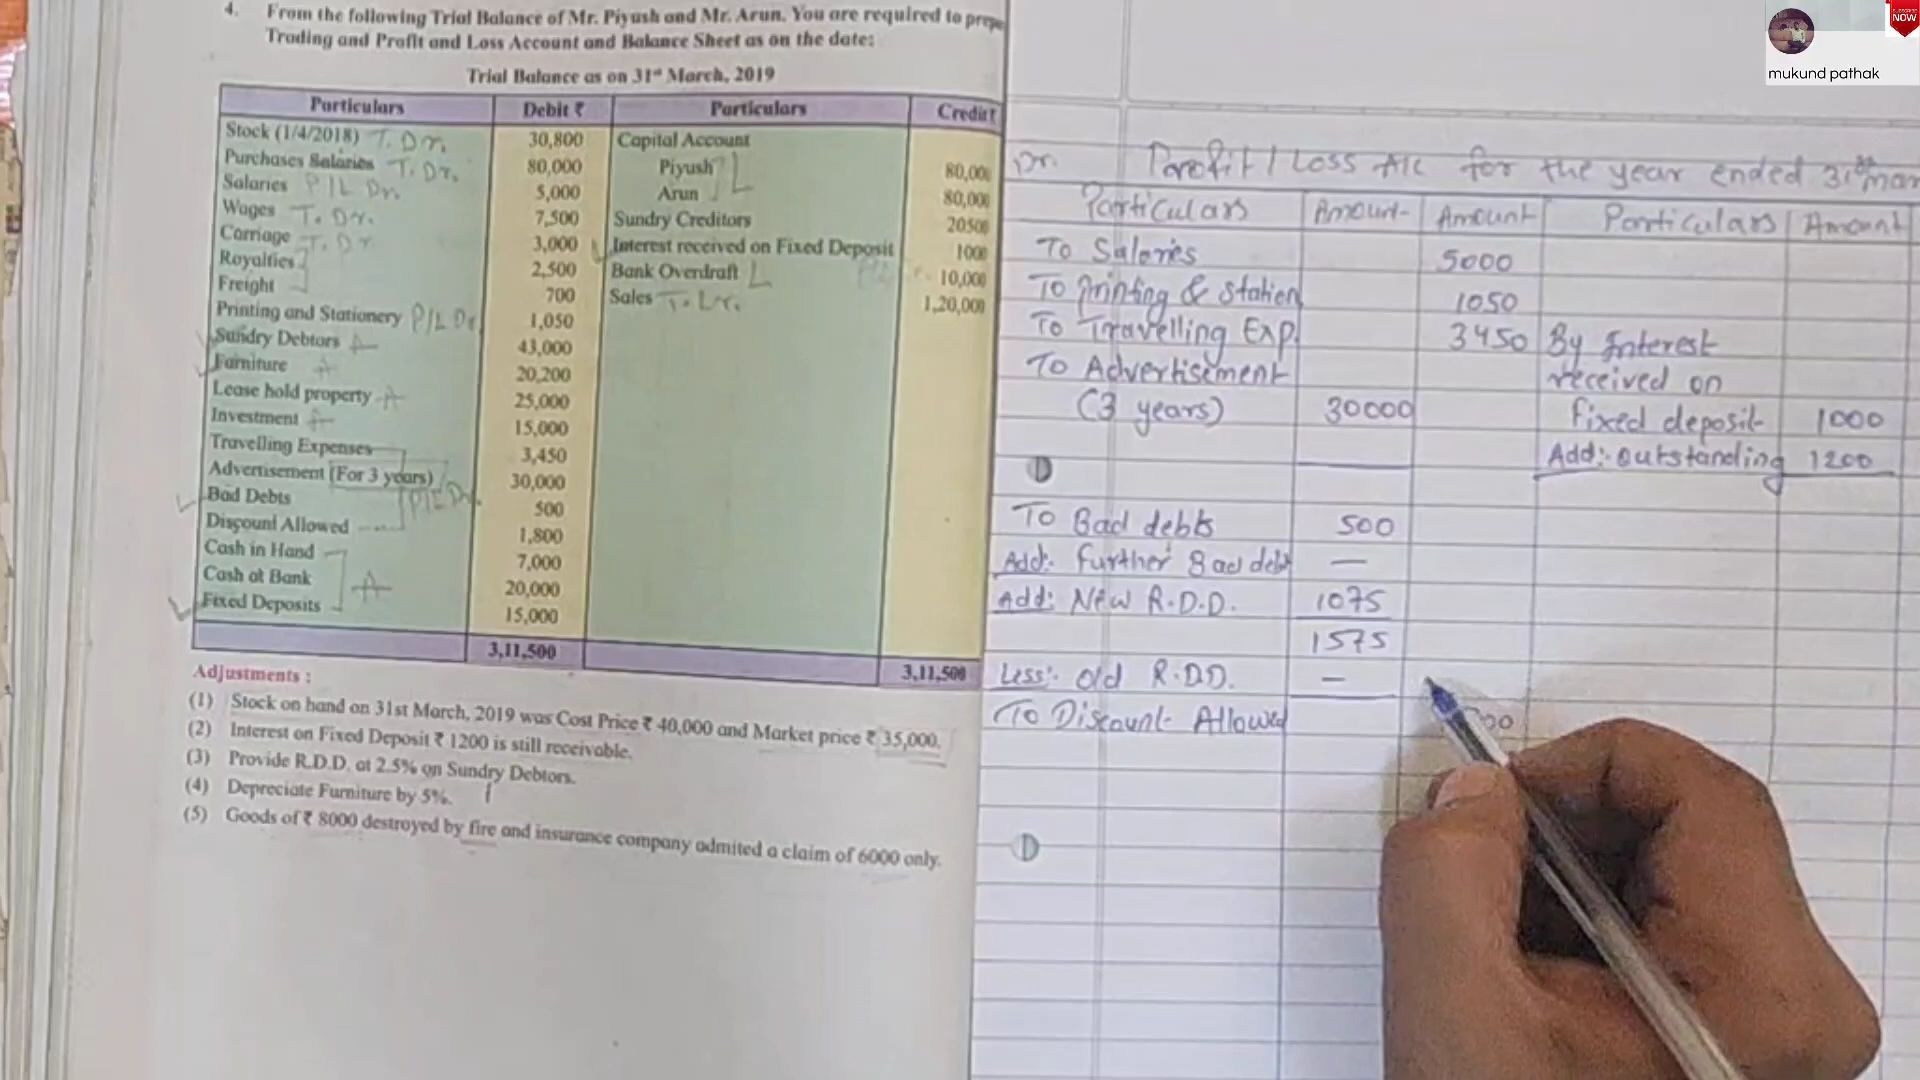 SUBSCRIBE
NOW
mukund pathak
4. From the following Trial Balance of Mr. Piyush and Mr. Arun. You are required to
Trading and Profit and Loss Account and Balance Sheet as on the date:
Trial Balance as on 31st March, 2019
Particulars Debit ₹ Particulars Credit ₹
Stock (1/4/2018) T. Dr. 30,800 Capital Account
Purchases Salaries T. Dr. 80,000 Piyush L 80,000
Salaries P/L Dr. 5,000 Arun 80,000
Wages T. Dr. 7,500 Sundry Creditors 20500
Carriage T. Dr 3,000 Interest received on Fixed Deposit 1000
Royalties 2,500 Bank Overdraft L 10,000
Freight 700 Sales T. Cr. 1,20,000
Printing and Stationery P/L Dr 1,050
Sundry Debtors A 43,000
Furniture A 20,200
Lease hold property A 25,000
Investment A 15,000
Travelling Expenses 3,450
Advertisement (For 3 years) 30,000
Bad Debts P/L Dr. 500
Discount Allowed 1,800
Cash in Hand 7,000
Cash at Bank A 20,000
Fixed Deposits 15,000
3,11,500 3,11,500
Adjustments :
(1) Stock on hand on 31st March, 2019 was Cost Price ₹ 40,000 and Market price ₹ 35,000.
(2) Interest on Fixed Deposit ₹ 1200 is still receivable.
(3) Provide R.D.D. at 2.5% on Sundry Debtors.
(4) Depreciate Furniture by 5%.
(5) Goods of ₹ 8000 destroyed by fire and insurance company admited a claim of 6000 only.
Dr. Profit / Loss A/c for the year ended 31st Mar
Particulars Amount Amount Particulars Amount
To Salaries 5000
To Printing & Station 1050
To Travelling Exp. 3450 By Interest
To Advertisement received on
(3 years) 30000 fixed deposit 1000
Add:- outstanding 1200
To Bad debts 500
Add:- further Bad debt —
Add: New R.D.D. 1075
1575
Less:- old R.D.D. —
To Discount Allowed